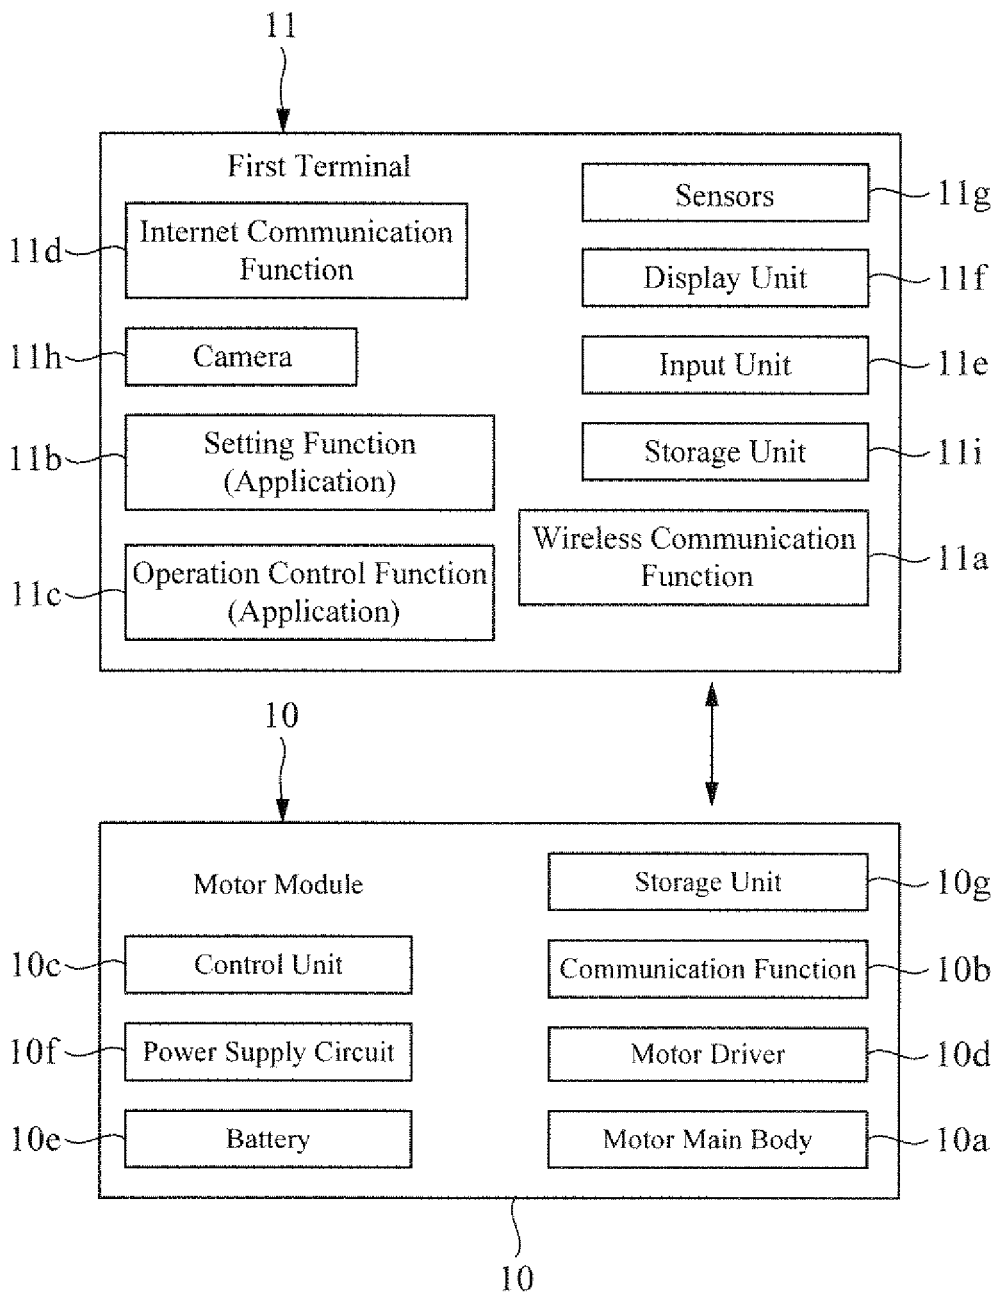 11
First Terminal
Sensors
11g
Internet Communication
Function
11d
Display Unit
11f
Camera
11h
Input Unit
11e
Setting Function
(Application)
11b
Storage Unit
11i
Wireless Communication
Function
11a
Operation Control Function
(Application)
11c
10
Motor Module
Storage Unit
10g
Control Unit
10c
Communication Function
10b
Power Supply Circuit
10f
Motor Driver
10d
Battery
10e
Motor Main Body
10a
10